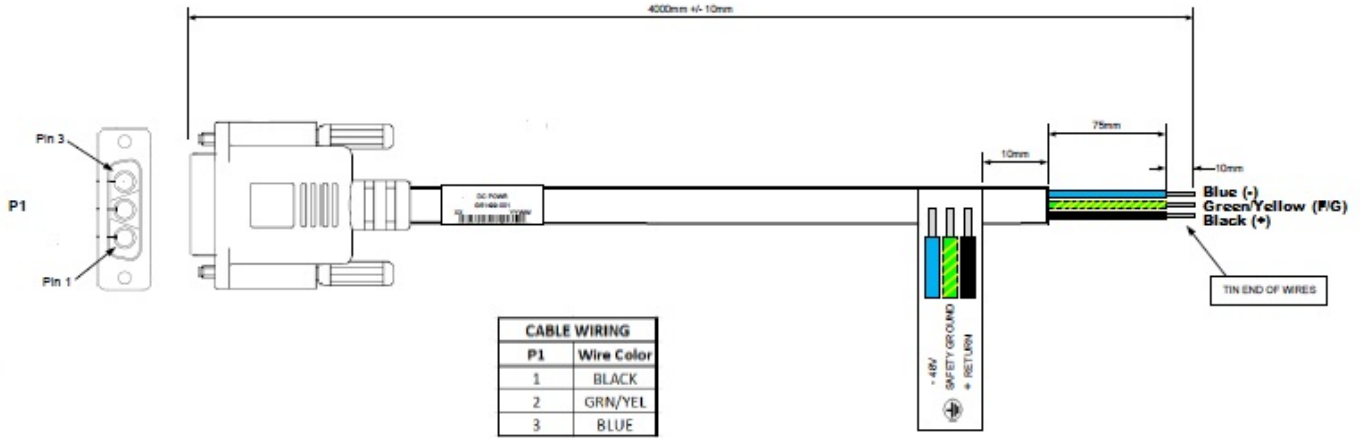 4000mm +/- 10mm
Pin 3
P1
Pin 1
DC POWR
75mm
10mm
10mm
Blue (-)
Green/Yellow (F/G)
Black (+)
TIN END OF WIRES
- 48V
SAFETY GROUND
+ RETURN
CABLE WIRING
P1 Wire Color
1 BLACK
2 GRN/YEL
3 BLUE